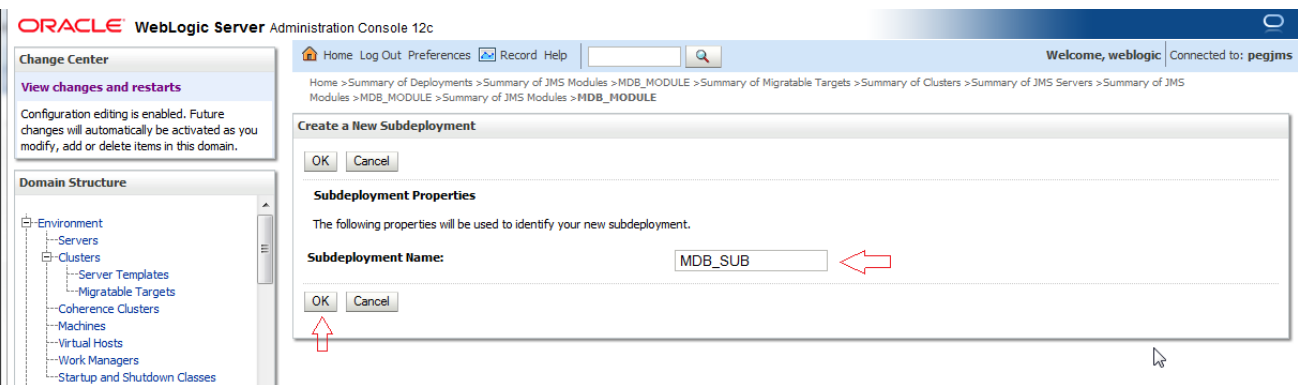 ORACLE WebLogic Server Administration Console 12c
Change Center
View changes and restarts
Configuration editing is enabled. Future
changes will automatically be activated as you
modify, add or delete items in this domain.
Domain Structure
Environment
Servers
Clusters
Server Templates
Migratable Targets
Coherence Clusters
Machines
Virtual Hosts
Work Managers
Startup and Shutdown Classes
Home Log Out Preferences Record Help
Welcome, weblogic Connected to: pegjms
Home >Summary of Deployments >Summary of JMS Modules >MDB_MODULE >Summary of Migratable Targets >Summary of Clusters >Summary of JMS Servers >Summary of JMS
Modules >MDB_MODULE >Summary of JMS Modules >MDB_MODULE
Create a New Subdeployment
OK Cancel
Subdeployment Properties
The following properties will be used to identify your new subdeployment.
Subdeployment Name: MDB_SUB
OK Cancel